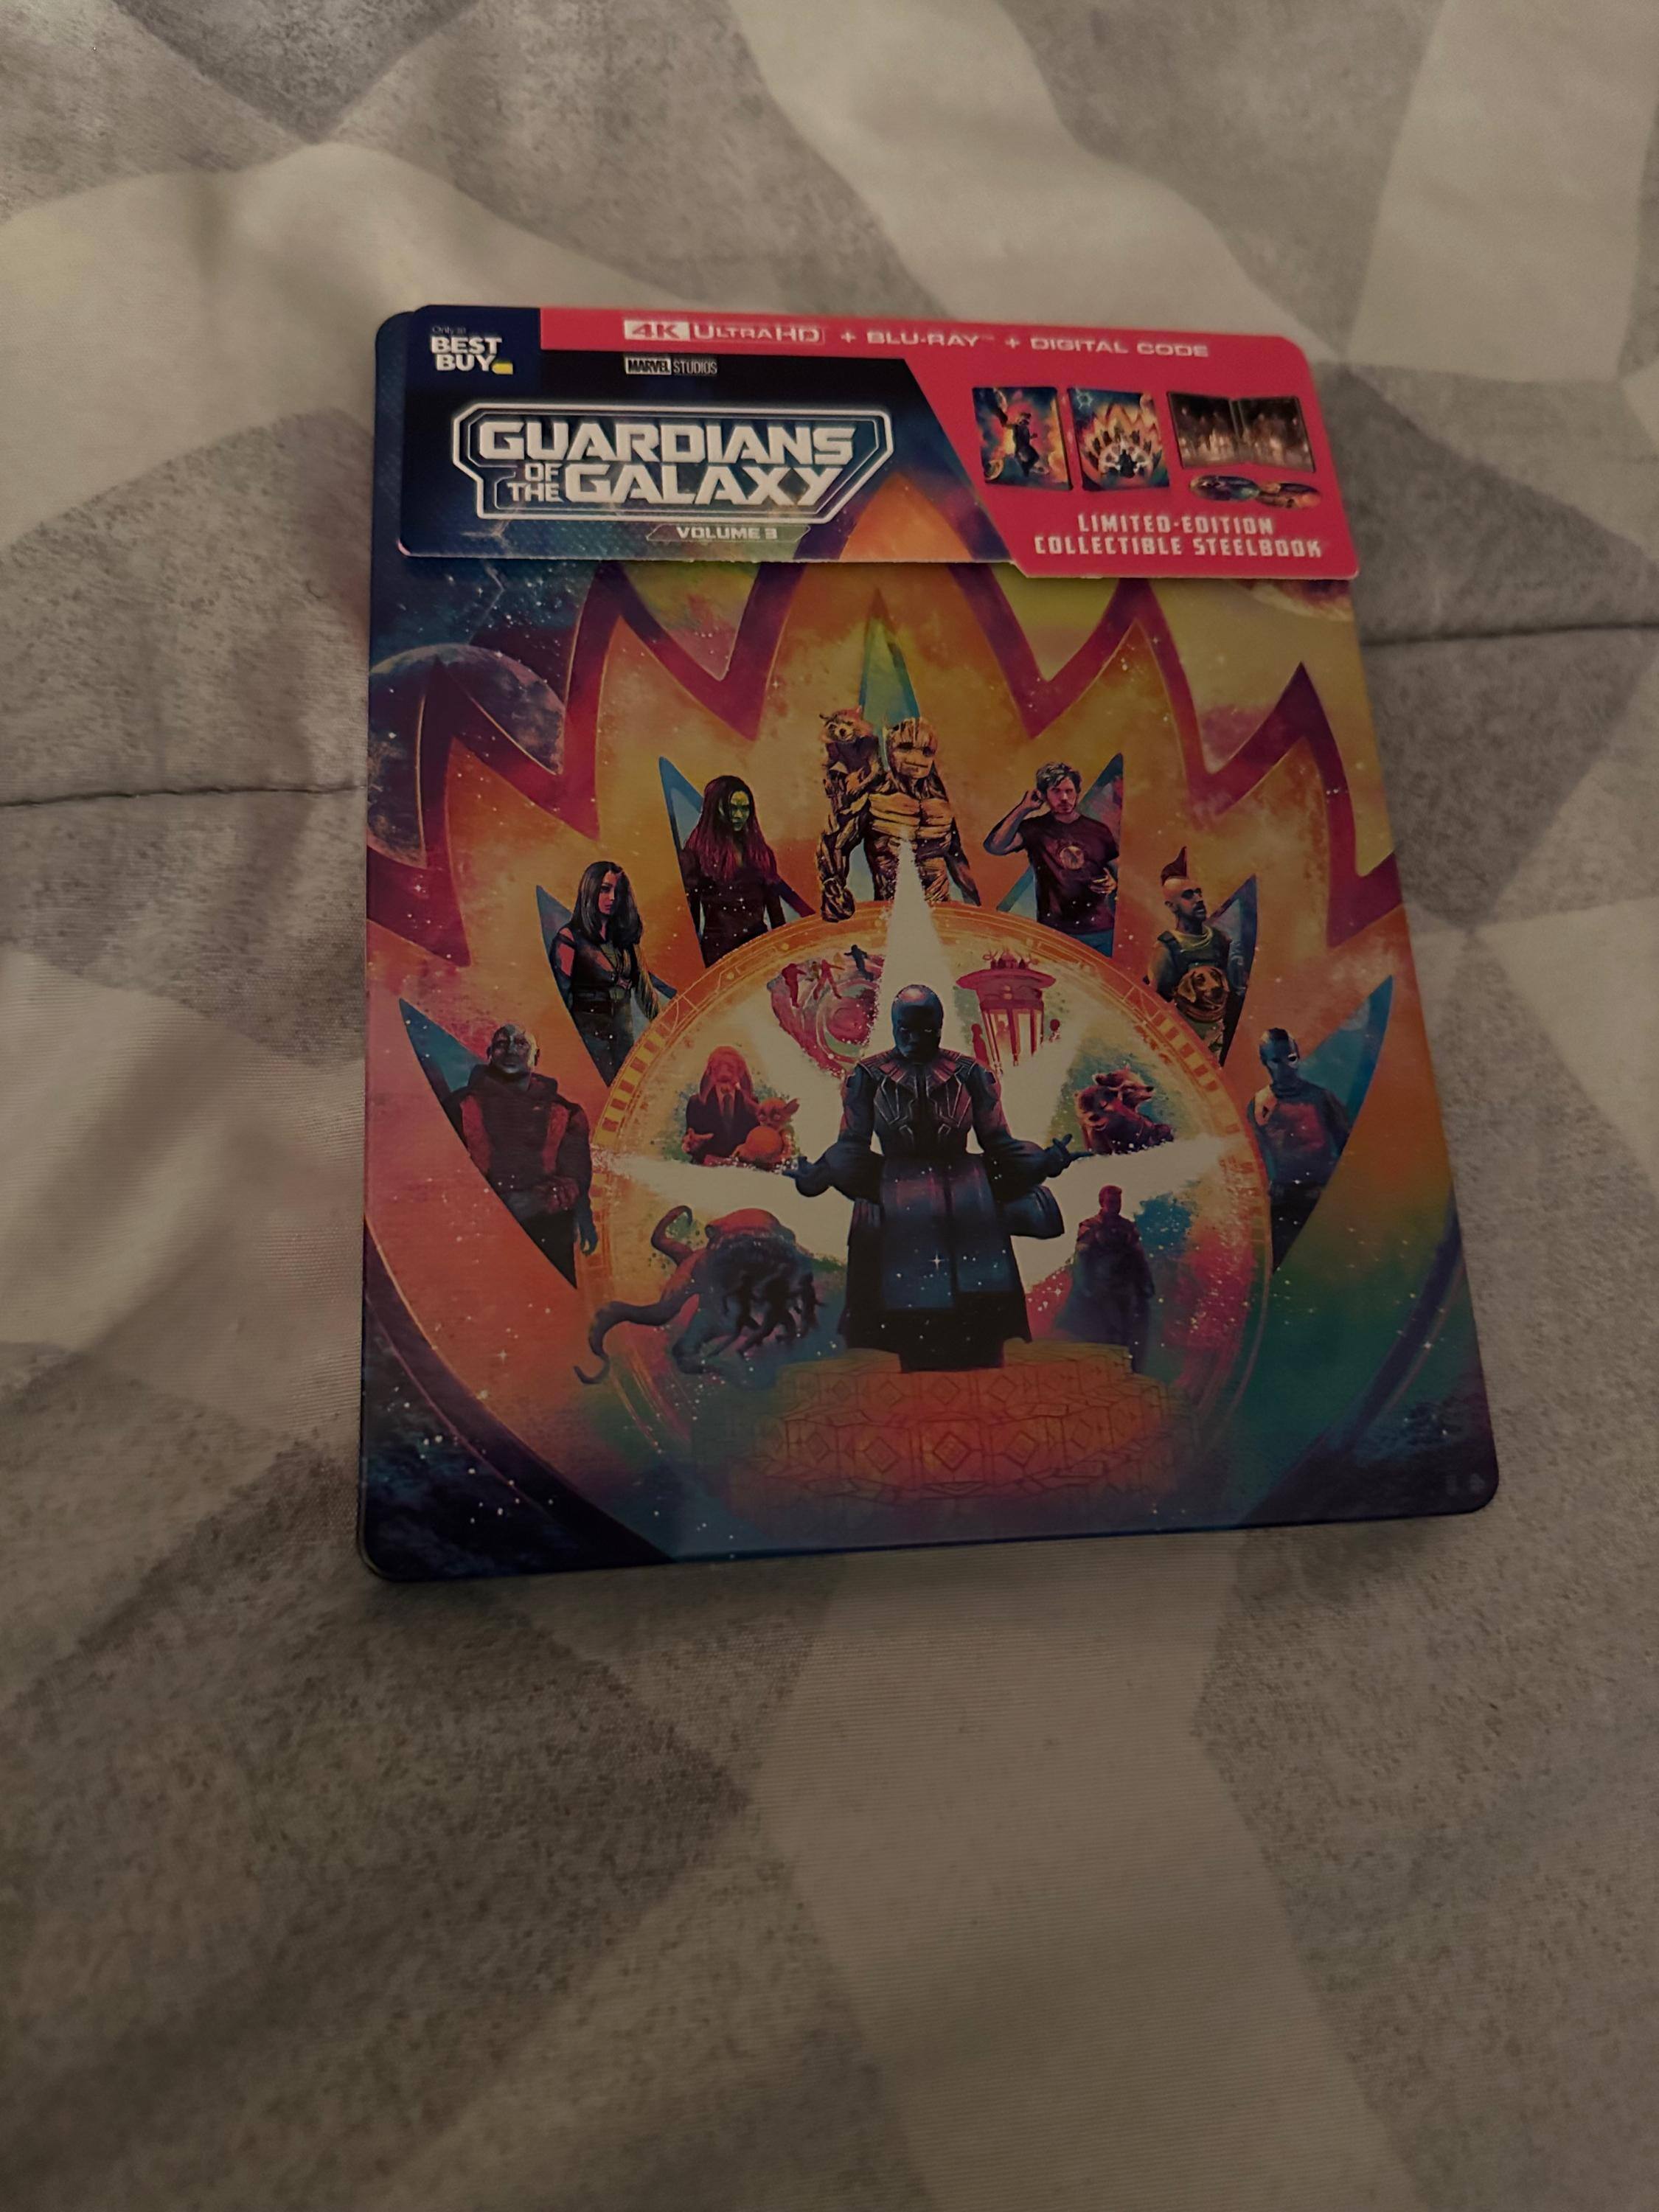 Only at
BEST
BUY
4K ULTRA HD + BLU-RAY™ + DIGITAL CODE
MARVEL STUDIOS
GUARDIANS
OF THE GALAXY
VOLUME 3
LIMITED-EDITION
COLLECTIBLE STEELBOOK